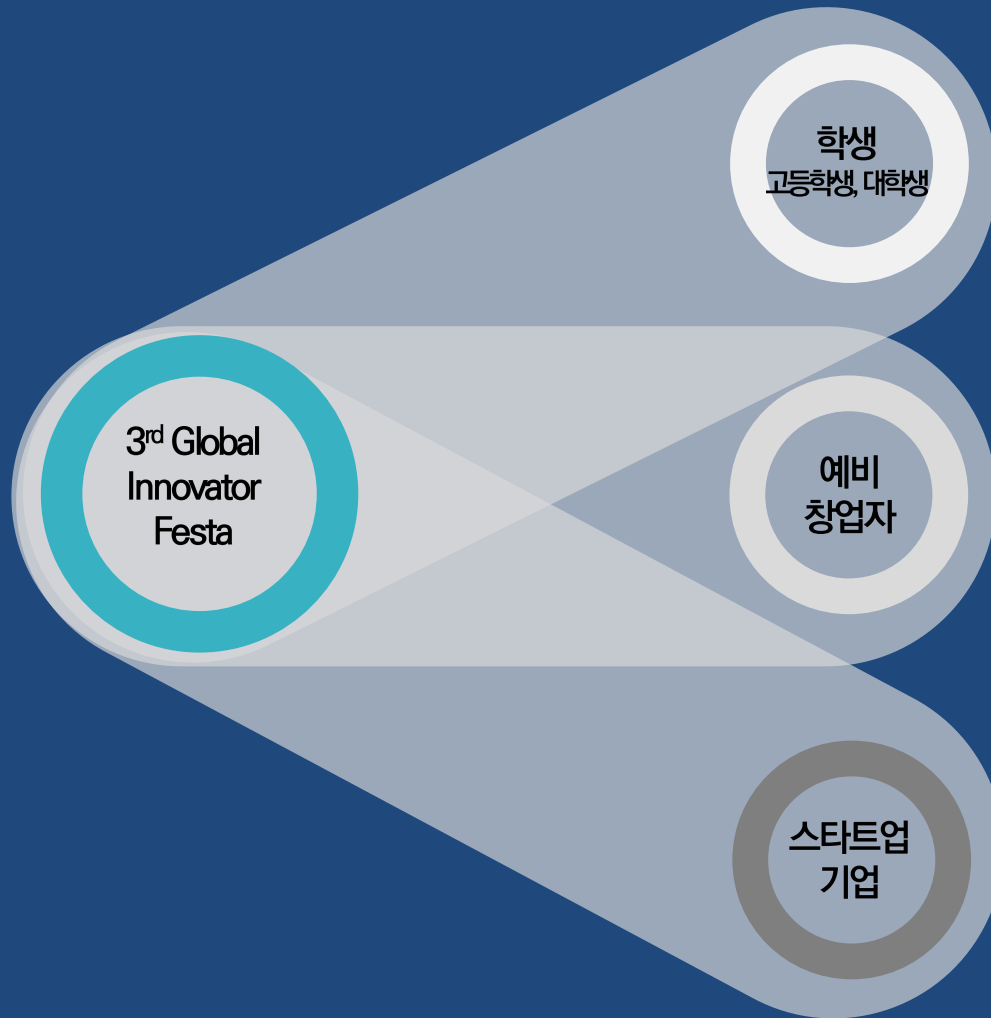 학생
고등학생, 대학생
3rd Global
Innovator
Festa
예비
창업자
스타트업
기업